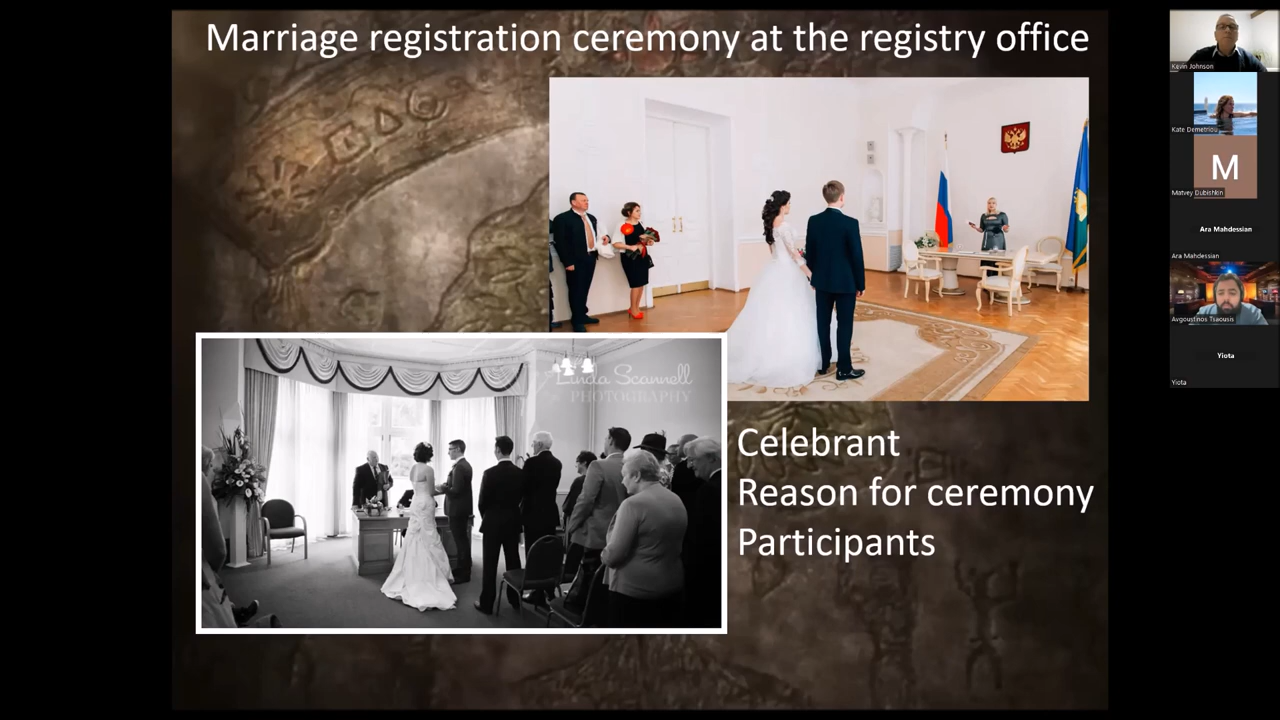 Marriage registration ceremony at the registry office
Linda Scannell
PHOTOGRAPHY
Celebrant
Reason for ceremony
Participants
Kevin Johnson
Kate Demetriou
M
Matvey Dubishkin
Ara Mahdessian
Ara Mahdessian
Avgoustinos Tsaousis
Yiota
Yiota